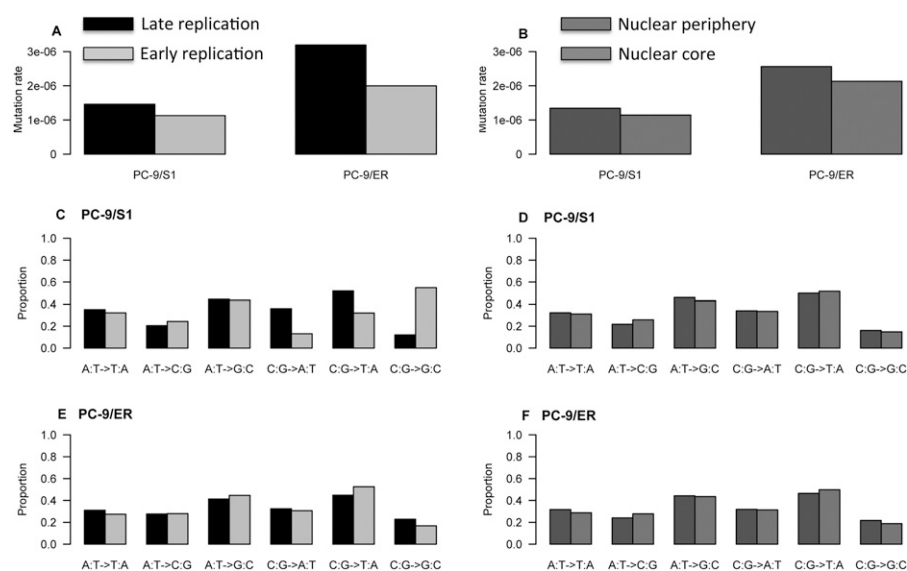 A Late replication
Early replication
3e-06
2e-06
1e-06
0
Mutation rate
PC-9/S1 PC-9/ER
B Nuclear periphery
Nuclear core
3e-06
2e-06
1e-06
0
Mutation rate
PC-9/S1 PC-9/ER
C PC-9/S1
1.0
0.8
0.6
0.4
0.2
0.0
Proportion
A:T->T:A A:T->C:G A:T->G:C C:G->A:T C:G->T:A C:G->G:C
D PC-9/S1
1.0
0.8
0.6
0.4
0.2
0.0
Proportion
A:T->T:A A:T->C:G A:T->G:C C:G->A:T C:G->T:A C:G->G:C
E PC-9/ER
1.0
0.8
0.6
0.4
0.2
0.0
Proportion
A:T->T:A A:T->C:G A:T->G:C C:G->A:T C:G->T:A C:G->G:C
F PC-9/ER
1.0
0.8
0.6
0.4
0.2
0.0
Proportion
A:T->T:A A:T->C:G A:T->G:C C:G->A:T C:G->T:A C:G->G:C